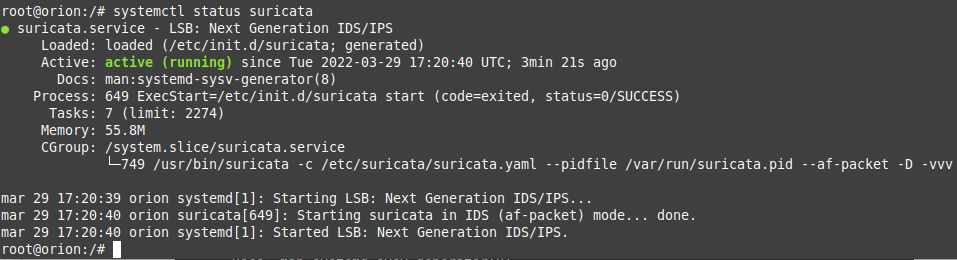 root@orion:/# systemctl status suricata
● suricata.service - LSB: Next Generation IDS/IPS
Loaded: loaded (/etc/init.d/suricata; generated)
Active: active (running) since Tue 2022-03-29 17:20:40 UTC; 3min 21s ago
Docs: man:systemd-sysv-generator(8)
Process: 649 ExecStart=/etc/init.d/suricata start (code=exited, status=0/SUCCESS)
Tasks: 7 (limit: 2274)
Memory: 55.8M
CGroup: /system.slice/suricata.service
└─749 /usr/bin/suricata -c /etc/suricata/suricata.yaml --pidfile /var/run/suricata.pid --af-packet -D -vvv
mar 29 17:20:39 orion systemd[1]: Starting LSB: Next Generation IDS/IPS...
mar 29 17:20:40 orion suricata[649]: Starting suricata in IDS (af-packet) mode... done.
mar 29 17:20:40 orion systemd[1]: Started LSB: Next Generation IDS/IPS.
root@orion:/#